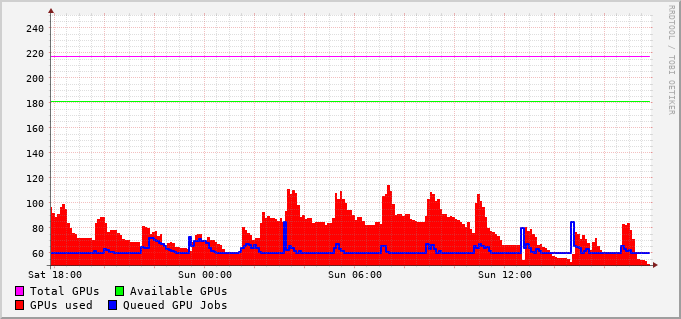 240
220
200
180
160
140
120
100
80
60
Sat 18:00 Sun 00:00 Sun 06:00 Sun 12:00
Total GPUs Available GPUs
GPUs used Queued GPU Jobs
RRDTOOL / TOBI OETIKER